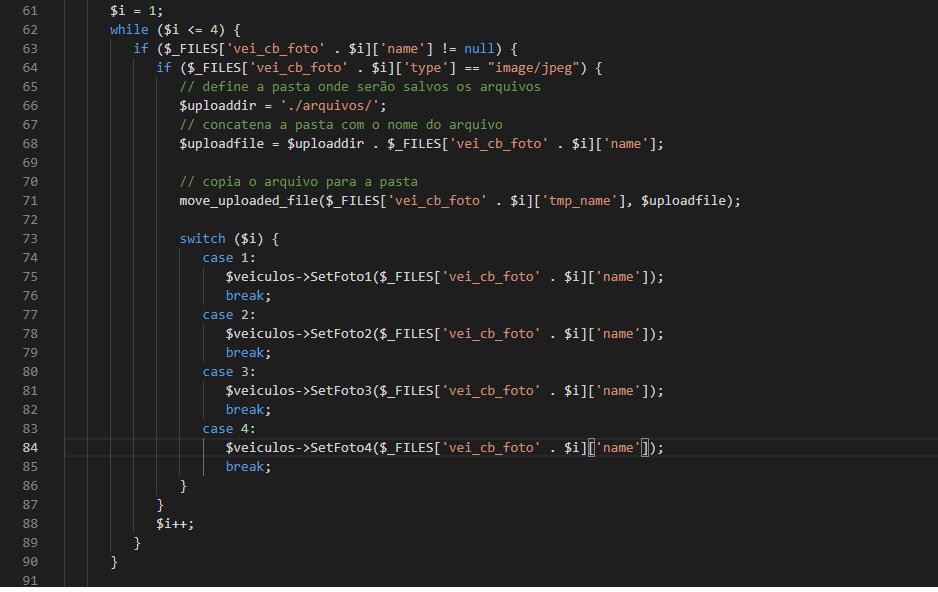 61 $i = 1;
62 while ($i <= 4) {
63 if ($_FILES['vei_cb_foto' . $i]['name'] != null) {
64 if ($_FILES['vei_cb_foto' . $i]['type'] == "image/jpeg") {
65 // define a pasta onde serão salvos os arquivos
66 $uploaddir = './arquivos/';
67 // concatena a pasta com o nome do arquivo
68 $uploadfile = $uploaddir . $_FILES['vei_cb_foto' . $i]['name'];
69
70 // copia o arquivo para a pasta
71 move_uploaded_file($_FILES['vei_cb_foto' . $i]['tmp_name'], $uploadfile);
72
73 switch ($i) {
74 case 1:
75 $veiculos->SetFoto1($_FILES['vei_cb_foto' . $i]['name']);
76 break;
77 case 2:
78 $veiculos->SetFoto2($_FILES['vei_cb_foto' . $i]['name']);
79 break;
80 case 3:
81 $veiculos->SetFoto3($_FILES['vei_cb_foto' . $i]['name']);
82 break;
83 case 4:
84 $veiculos->SetFoto4($_FILES['vei_cb_foto' . $i]['name']);
85 break;
86 }
87 }
88 $i++;
89 }
90 }
91